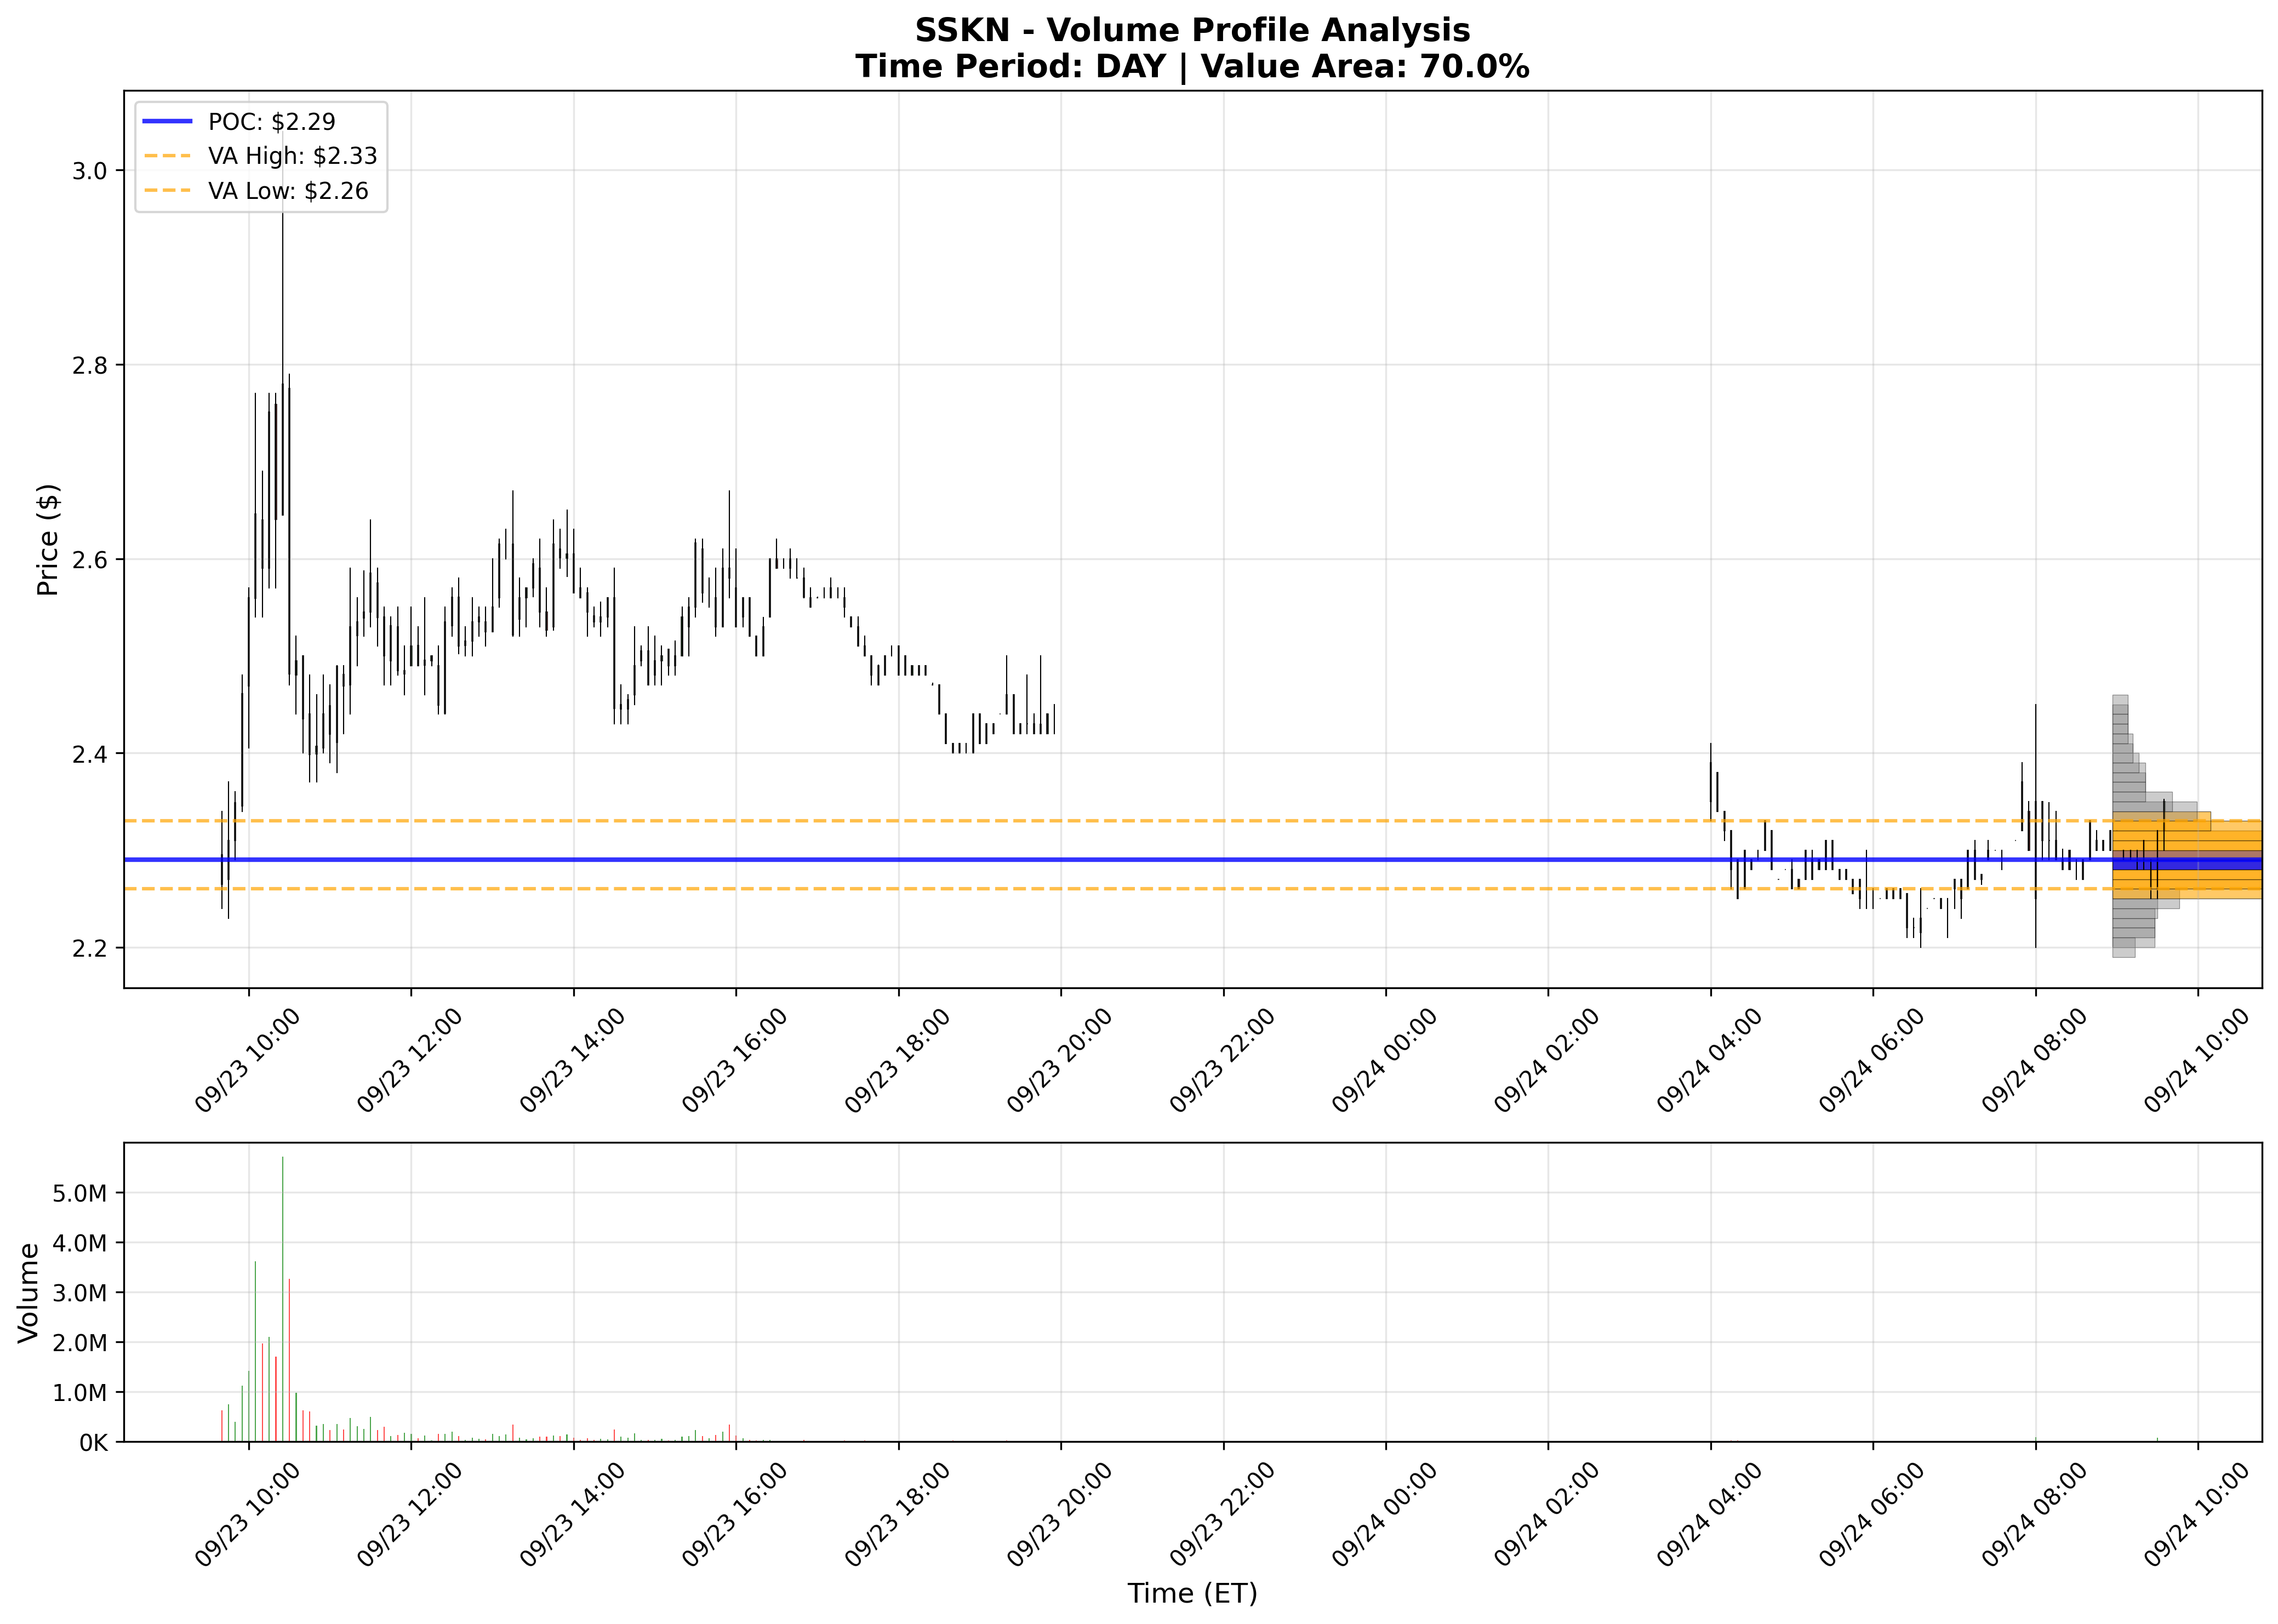 SSKN - Volume Profile Analysis
Time Period: DAY | Value Area: 70.0%
POC: $2.29
VA High: $2.33
VA Low: $2.26
Price ($)
3.0
2.8
2.6
2.4
2.2
09/23 10:00
09/23 12:00
09/23 14:00
09/23 16:00
09/23 18:00
09/23 20:00
09/23 22:00
09/24 00:00
09/24 02:00
09/24 04:00
09/24 06:00
09/24 08:00
09/24 10:00
Volume
5.0M
4.0M
3.0M
2.0M
1.0M
0K
09/23 10:00
09/23 12:00
09/23 14:00
09/23 16:00
09/23 18:00
09/23 20:00
09/23 22:00
09/24 00:00
09/24 02:00
09/24 04:00
09/24 06:00
09/24 08:00
09/24 10:00
Time (ET)